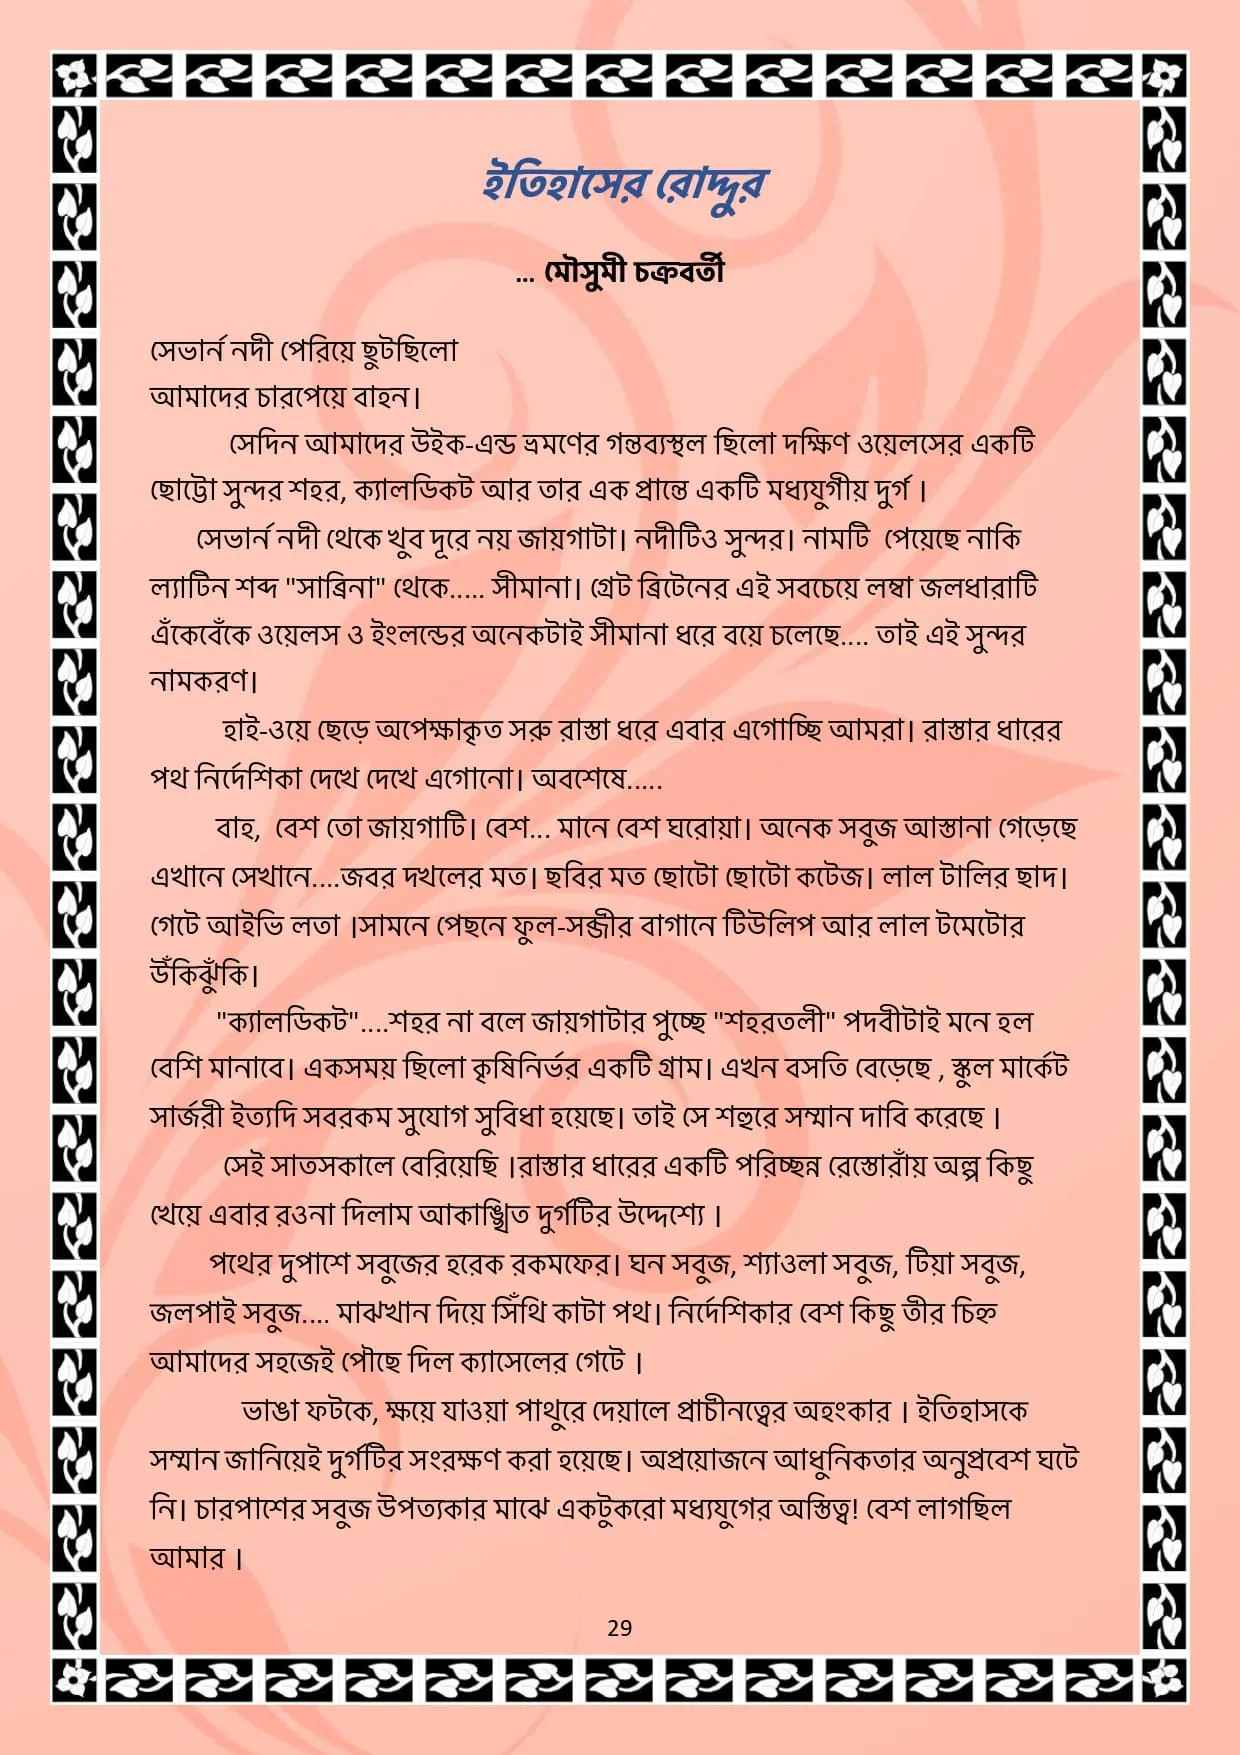 ইতিহাসের রোদ্দুর
... মৌসুমী চক্রবর্তী
সেভার্ন নদী পেরিয়ে ছুটছিলো
আমাদের চারপেয়ে বাহন।
সেদিন আমাদের উইক-এন্ড ভ্রমণের গন্তব্যস্থল ছিলো দক্ষিণ ওয়েলসের একটি
ছোট্টো সুন্দর শহর, ক্যালডিকট আর তার এক প্রান্তে একটি মধ্যযুগীয় দুর্গ ।
সেভার্ন নদী থেকে খুব দূরে নয় জায়গাটা। নদীটিও সুন্দর। নামটি পেয়েছে নাকি
ল্যাটিন শব্দ "সাব্রিনা" থেকে..... সীমানা। গ্রেট ব্রিটেনের এই সবচেয়ে লম্বা জলধারাটি
এঁকেবেঁকে ওয়েলস ও ইংলন্ডের অনেকটাই সীমানা ধরে বয়ে চলেছে.... তাই এই সুন্দর
নামকরণ।
হাই-ওয়ে ছেড়ে অপেক্ষাকৃত সরু রাস্তা ধরে এবার এগোচ্ছি আমরা। রাস্তার ধারের
পথ নির্দেশিকা দেখে দেখে এগোনো। অবশেষে.....
বাহ, বেশ তো জায়গাটি। বেশ... মানে বেশ ঘরোয়া। অনেক সবুজ আস্তানা গেড়েছে
এখানে সেখানে....জবর দখলের মত। ছবির মত ছোটো ছোটো কটেজ। লাল টালির ছাদ।
গেটে আইভি লতা ।সামনে পেছনে ফুল-সব্জীর বাগানে টিউলিপ আর লাল টমেটোর
উঁকিঝুঁকি।
"ক্যালডিকট"....শহর না বলে জায়গাটার পুচ্ছে "শহরতলী" পদবীটাই মনে হল
বেশি মানাবে। একসময় ছিলো কৃষিনির্ভর একটি গ্রাম। এখন বসতি বেড়েছে , স্কুল মার্কেট
সার্জরী ইত্যদি সবরকম সুযোগ সুবিধা হয়েছে। তাই সে শহুরে সম্মান দাবি করেছে ।
সেই সাতসকালে বেরিয়েছি ।রাস্তার ধারের একটি পরিচ্ছন্ন রেস্তোরাঁয় অল্প কিছু
খেয়ে এবার রওনা দিলাম আকাঙ্খিত দুর্গটির উদ্দেশ্যে ।
পথের দুপাশে সবুজের হরেক রকমফের। ঘন সবুজ, শ্যাওলা সবুজ, টিয়া সবুজ,
জলপাই সবুজ.... মাঝখান দিয়ে সিঁথি কাটা পথ। নির্দেশিকার বেশ কিছু তীর চিহ্ন
আমাদের সহজেই পৌছে দিল ক্যাসেলের গেটে ।
ভাঙা ফটকে, ক্ষয়ে যাওয়া পাথুরে দেয়ালে প্রাচীনত্বের অহংকার । ইতিহাসকে
সম্মান জানিয়েই দুর্গটির সংরক্ষণ করা হয়েছে। অপ্রয়োজনে আধুনিকতার অনুপ্রবেশ ঘটে
নি। চারপাশের সবুজ উপত্যকার মাঝে একটুকরো মধ্যযুগের অস্তিত্ব! বেশ লাগছিল
আমার ।
29